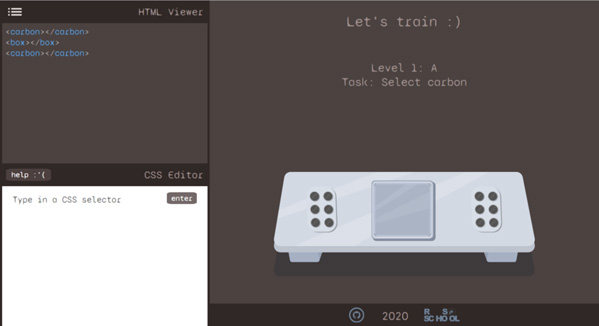 HTML Viewer
<carbon></carbon>
<box></box>
<carbon></carbon>
help :'(
CSS Editor
Type in a CSS selector
enter
Let's train :)
Level 1: A
Task: Select carbon
2020
RS
SCHOOL